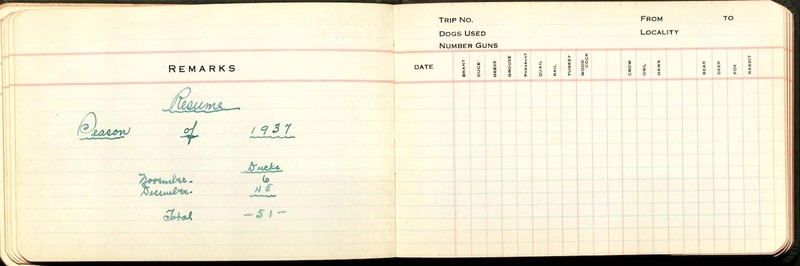 REMARKS
Resume
Season of 1937
Ducks
November. 6
December. 45
Total -51-
TRIP NO. FROM TO
DOGS USED LOCALITY
NUMBER GUNS
DATE BRANT DUCK GEESE GROUSE PHEASANT QUAIL RAIL TURKEY WOOD COCK CROW OWL HAWK BEAR DEER FOX RABBIT